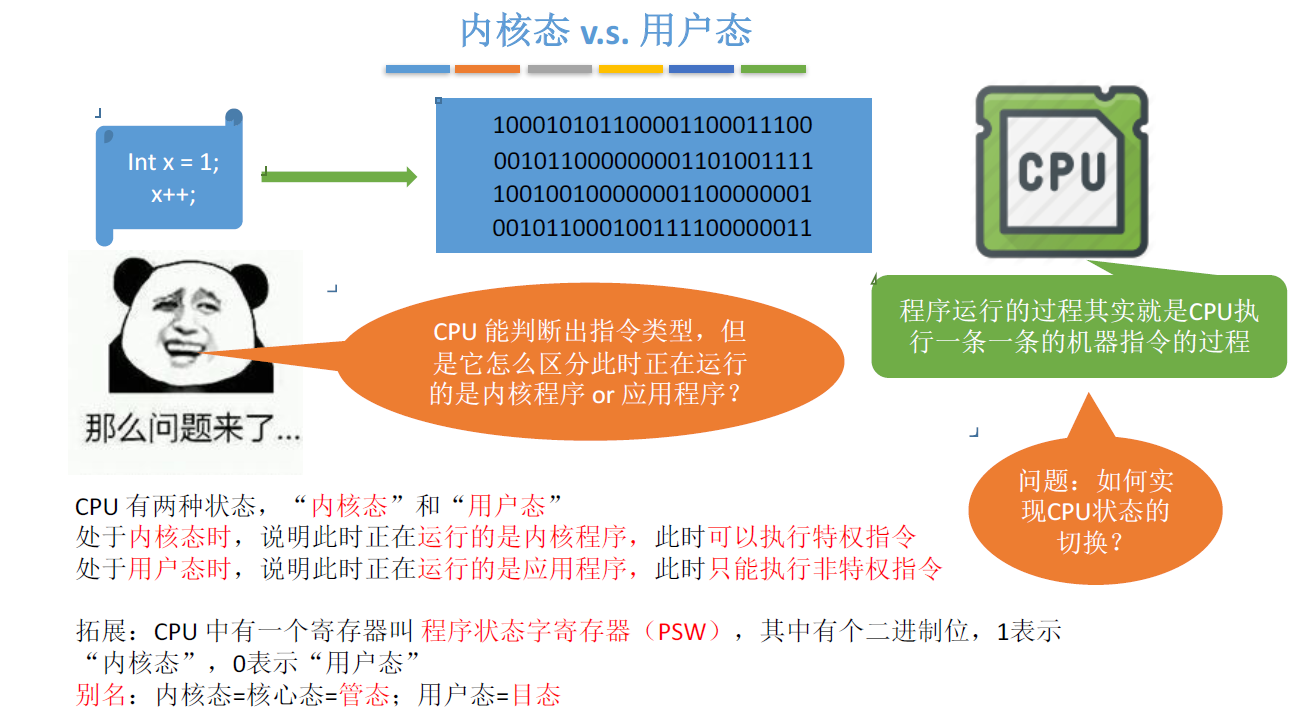 内核态 v.s. 用户态
Int x = 1;
x++;
100010101100001100011100
001011000000001101001111
100100100000001100000001
001011000100111100000011
CPU
程序运行的过程其实就是CPU执
行一条一条的机器指令的过程
CPU 能判断出指令类型，但
是它怎么区分此时正在运行
的是内核程序 or 应用程序？
那么问题来了...
问题：如何实
现CPU状态的
切换？
CPU 有两种状态，“内核态”和“用户态”
处于内核态时，说明此时正在运行的是内核程序，此时可以执行特权指令
处于用户态时，说明此时正在运行的是应用程序，此时只能执行非特权指令
拓展：CPU 中有一个寄存器叫 程序状态字寄存器（PSW），其中有个二进制位，1表示
“内核态”，0表示“用户态”
别名：内核态=核心态=管态；用户态=目态